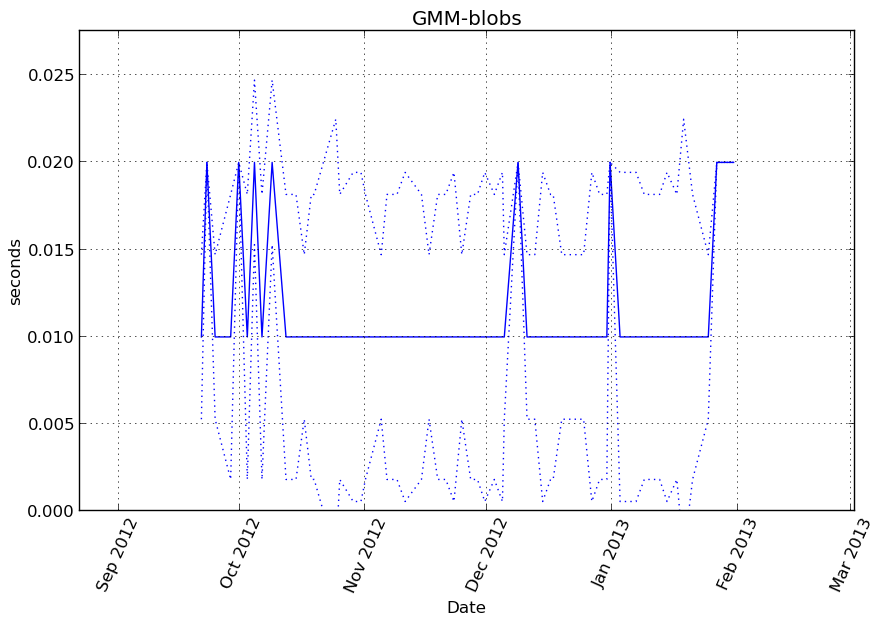 GMM-blobs
0.025
0.020
0.015
0.010
0.005
0.000
seconds
Sep 2012
Oct 2012
Nov 2012
Dec 2012
Jan 2013
Feb 2013
Mar 2013
Date